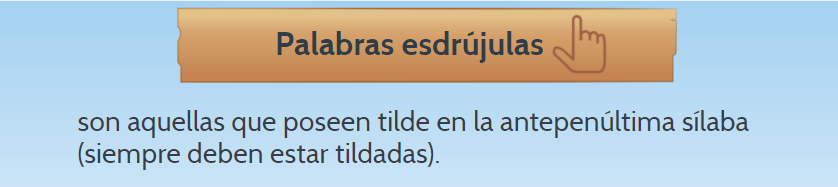 Palabras esdrújulas
son aquellas que poseen tilde en la antepenúltima sílaba
(siempre deben estar tildadas).